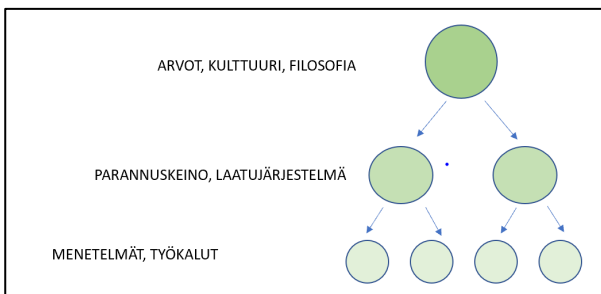 ARVOT, KULTTUURI, FILOSOFIA
PARANNUSKEINO, LAATUJÄRJESTELMÄ
MENETELMÄT, TYÖKALUT